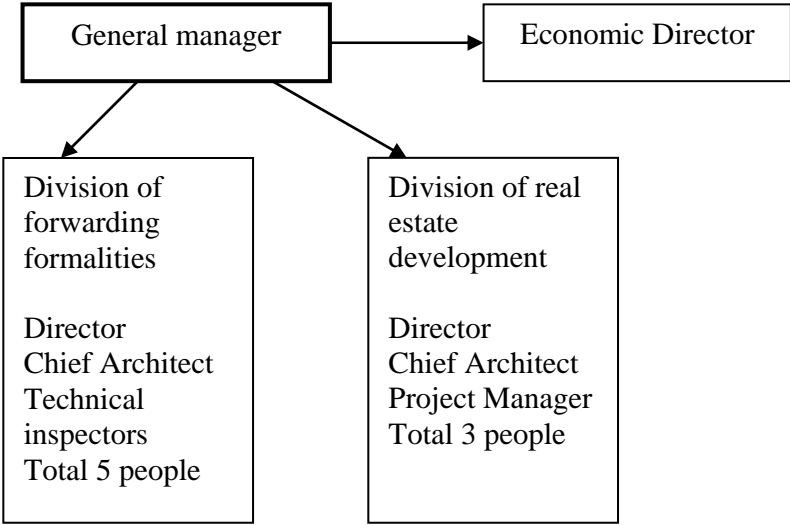 General manager
Economic Director
Division of
forwarding
formalities
Director
Chief Architect
Technical
inspectors
Total 5 people
Division of real
estate
development
Director
Chief Architect
Project Manager
Total 3 people